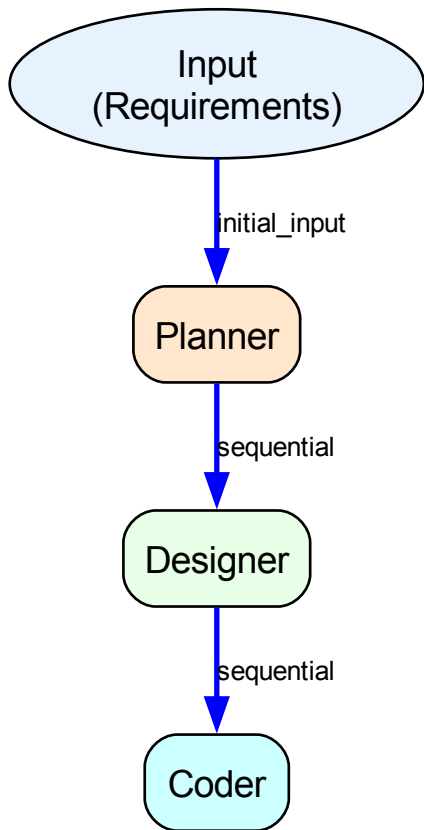 Input
(Requirements)
initial_input
Planner
sequential
Designer
sequential
Coder